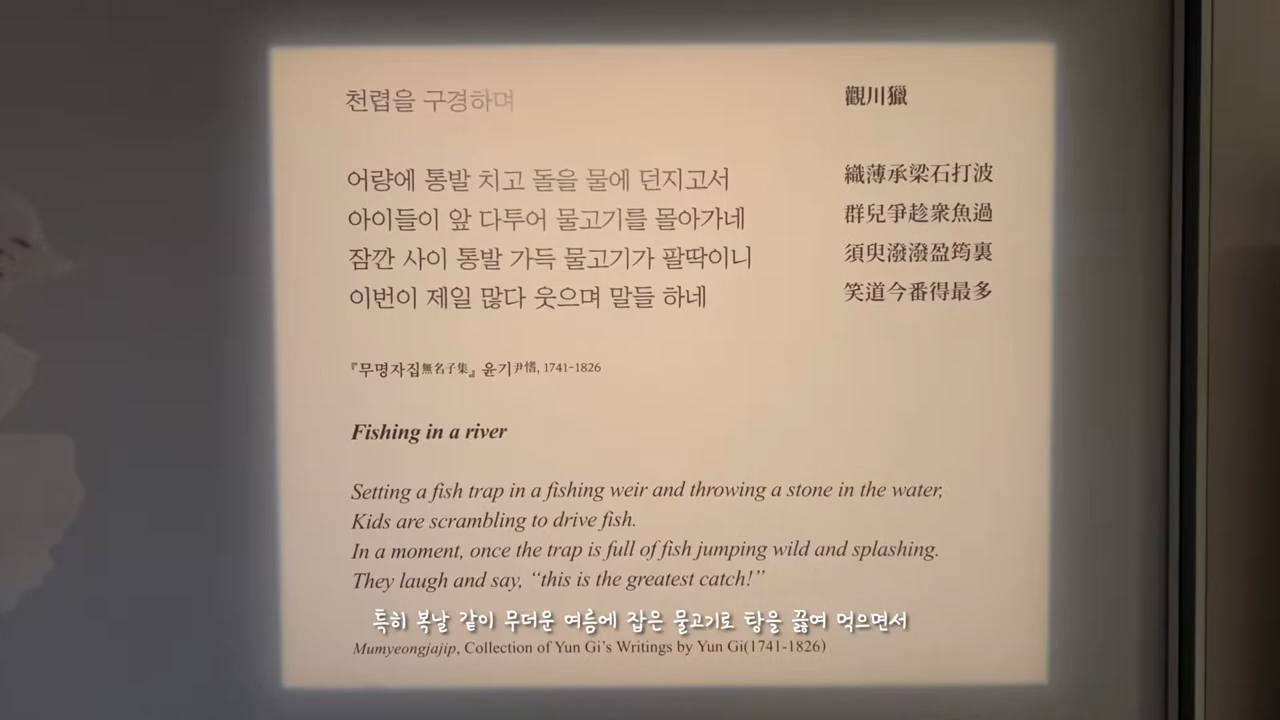 천렵을 구경하며
觀川獵
어량에 통발 치고 돌을 물에 던지고서
아이들이 앞 다투어 물고기를 몰아가네
잠깐 사이 통발 가득 물고기가 팔딱이니
이번이 제일 많다 웃으며 말들 하네
織薄承梁石打波
群兒爭趁衆魚過
須臾潑潑盈筠裏
笑道今番得最多
『무명자집無名子集』 윤기尹愭, 1741-1826
Fishing in a river
Setting a fish trap in a fishing weir and throwing a stone in the water,
Kids are scrambling to drive fish.
In a moment, once the trap is full of fish jumping wild and splashing.
They laugh and say, “this is the greatest catch!”
특히 복날 같이 무더운 여름에 잡은 물고기로 탕을 끓여 먹으면서
Mumyeongjajip, Collection of Yun Gi’s Writings by Yun Gi(1741-1826)